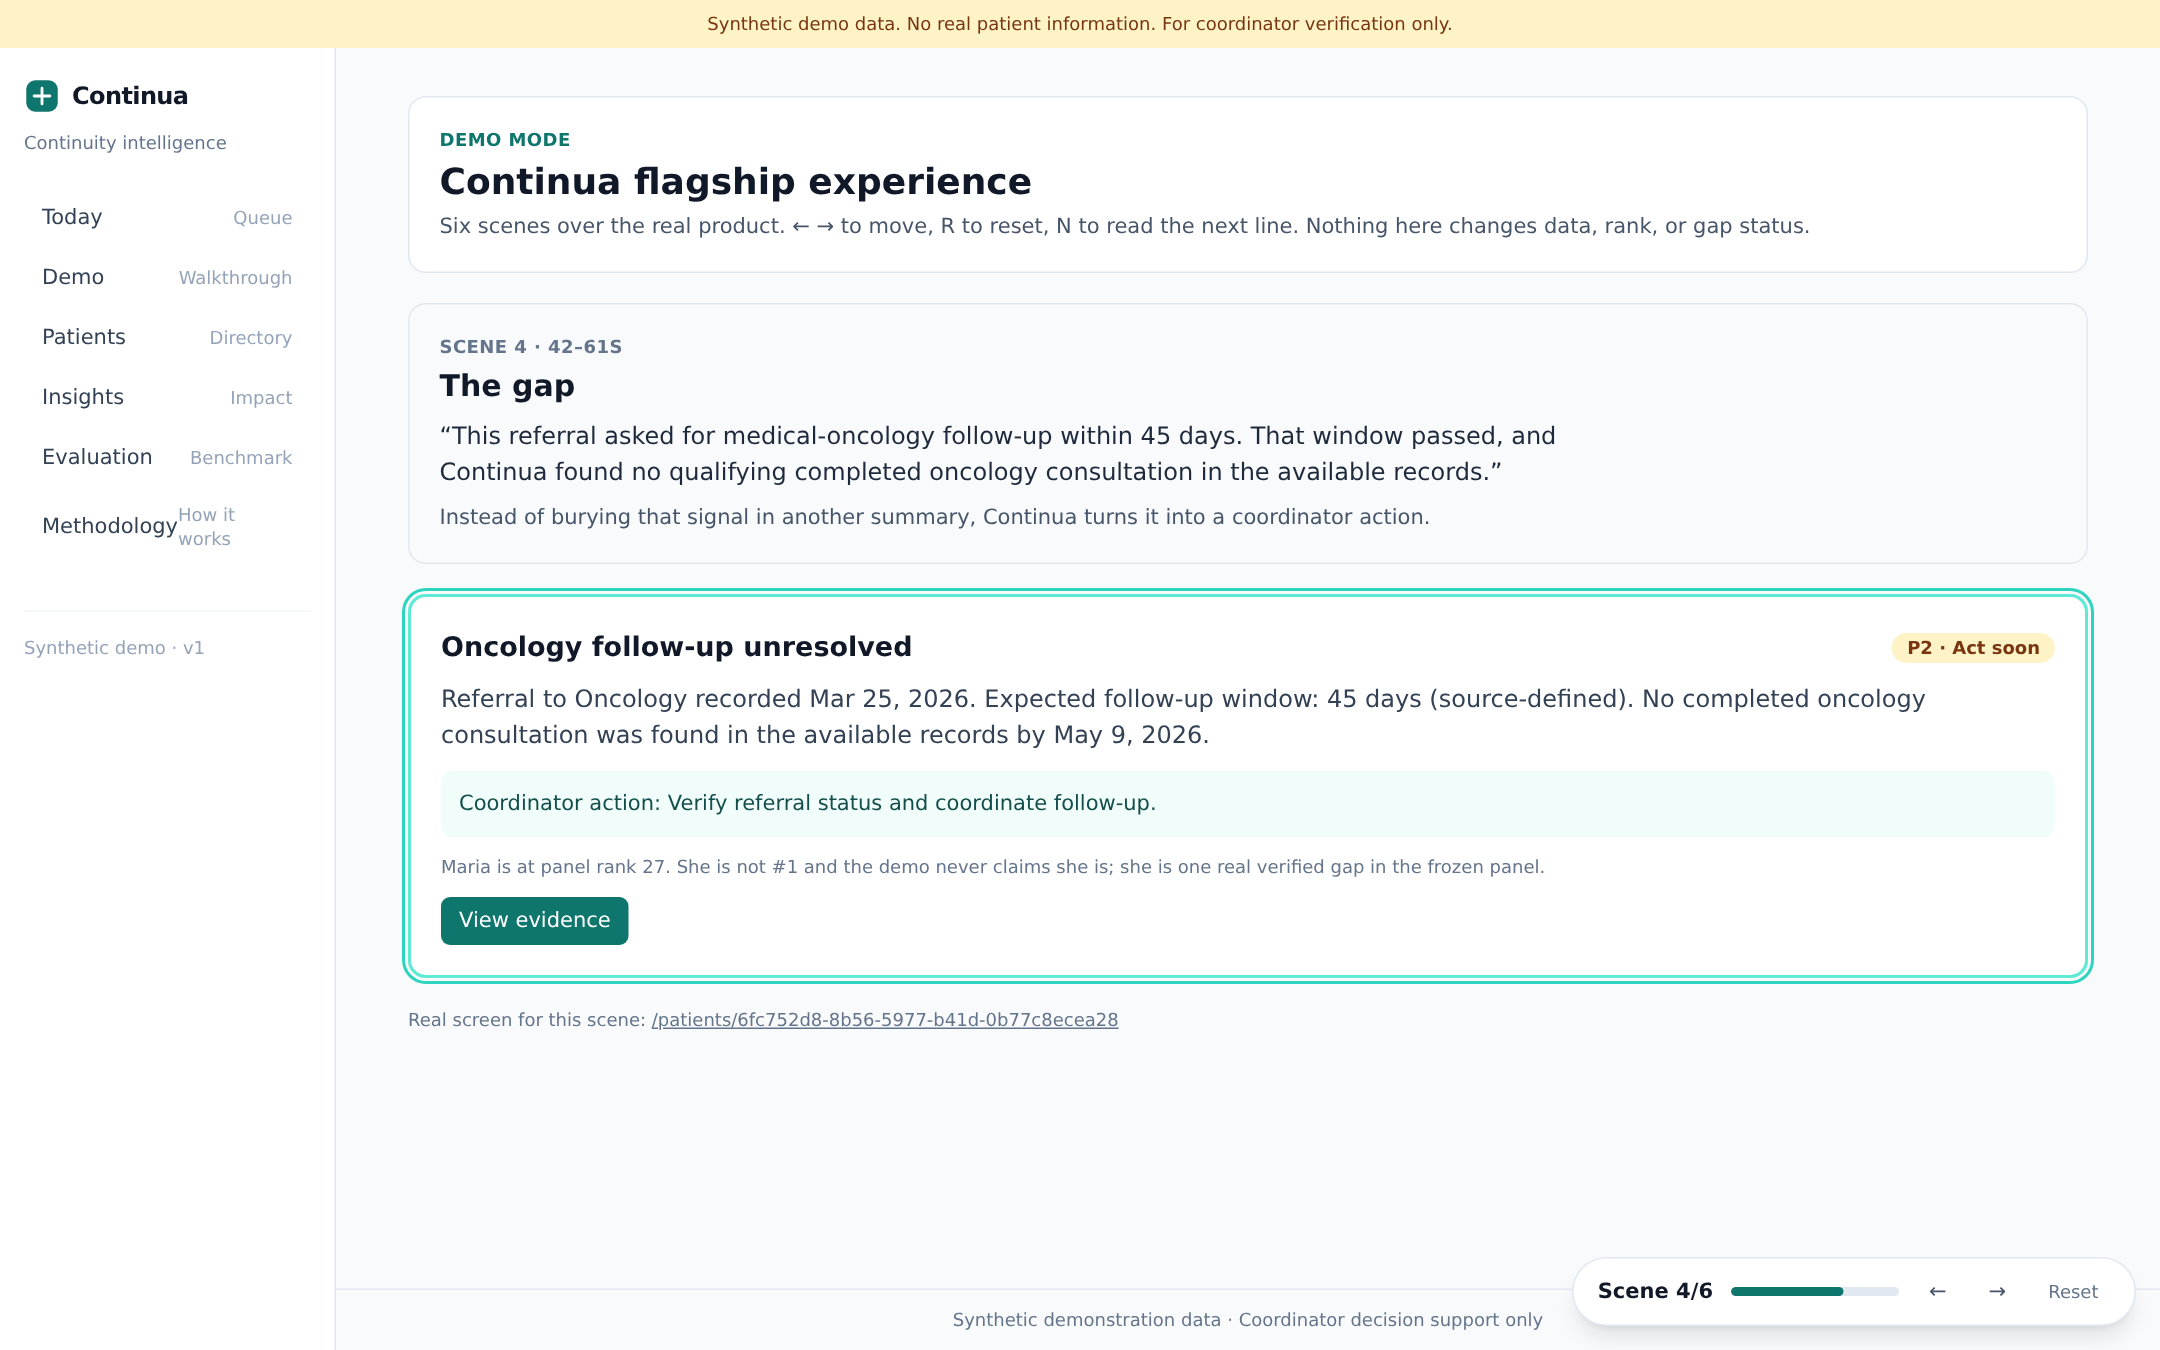 Synthetic demo data. No real patient information. For coordinator verification only.
Continua
Continuity intelligence
Today Queue
Demo Walkthrough
Patients Directory
Insights Impact
Evaluation Benchmark
Methodology How it works
Synthetic demo · v1
DEMO MODE
Continua flagship experience
Six scenes over the real product. ← → to move, R to reset, N to read the next line. Nothing here changes data, rank, or gap status.
SCENE 4 · 42–61S
The gap
“This referral asked for medical-oncology follow-up within 45 days. That window passed, and
Continua found no qualifying completed oncology consultation in the available records.”
Instead of burying that signal in another summary, Continua turns it into a coordinator action.
Oncology follow-up unresolved
P2 · Act soon
Referral to Oncology recorded Mar 25, 2026. Expected follow-up window: 45 days (source-defined). No completed oncology
consultation was found in the available records by May 9, 2026.
Coordinator action: Verify referral status and coordinate follow-up.
Maria is at panel rank 27. She is not #1 and the demo never claims she is; she is one real verified gap in the frozen panel.
View evidence
Real screen for this scene: /patients/6fc752d8-8b56-5977-b41d-0b77c8ecea28
Scene 4/6 ← → Reset
Synthetic demonstration data · Coordinator decision support only